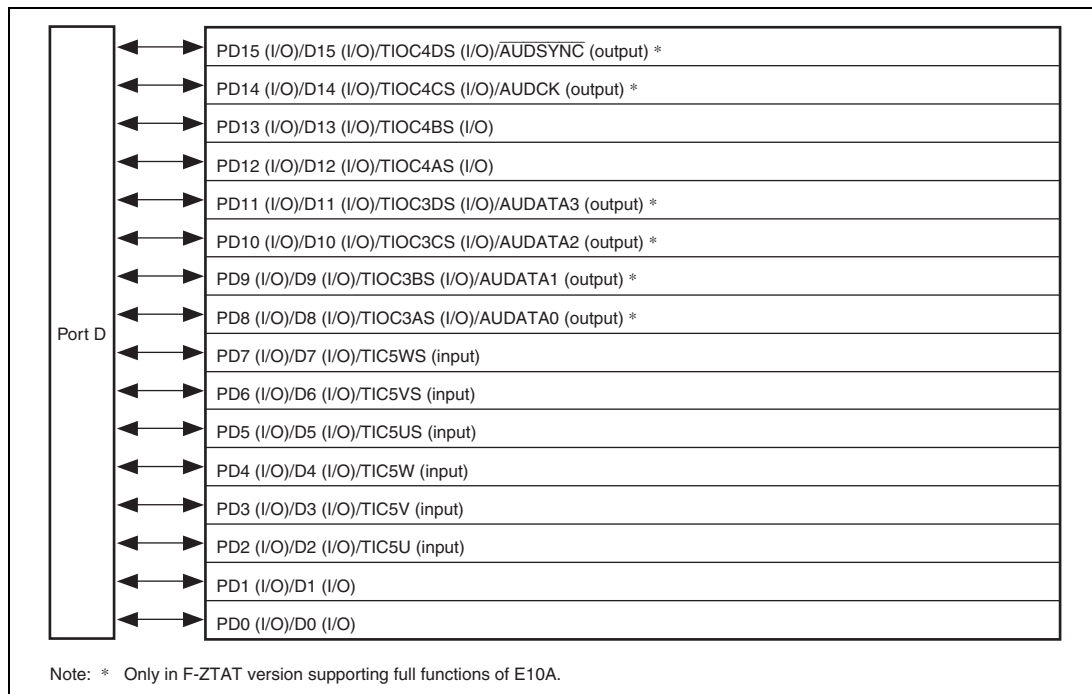 PD15 (I/O)/D15 (I/O)/TIOC4DS (I/O)/AUDSYNC (output) *
PD14 (I/O)/D14 (I/O)/TIOC4CS (I/O)/AUDCK (output) *
PD13 (I/O)/D13 (I/O)/TIOC4BS (I/O)
PD12 (I/O)/D12 (I/O)/TIOC4AS (I/O)
PD11 (I/O)/D11 (I/O)/TIOC3DS (I/O)/AUDATA3 (output) *
PD10 (I/O)/D10 (I/O)/TIOC3CS (I/O)/AUDATA2 (output) *
PD9 (I/O)/D9 (I/O)/TIOC3BS (I/O)/AUDATA1 (output) *
PD8 (I/O)/D8 (I/O)/TIOC3AS (I/O)/AUDATA0 (output) *
Port D
PD7 (I/O)/D7 (I/O)/TIC5WS (input)
PD6 (I/O)/D6 (I/O)/TIC5VS (input)
PD5 (I/O)/D5 (I/O)/TIC5US (input)
PD4 (I/O)/D4 (I/O)/TIC5W (input)
PD3 (I/O)/D3 (I/O)/TIC5V (input)
PD2 (I/O)/D2 (I/O)/TIC5U (input)
PD1 (I/O)/D1 (I/O)
PD0 (I/O)/D0 (I/O)
Note: * Only in F-ZTAT version supporting full functions of E10A.